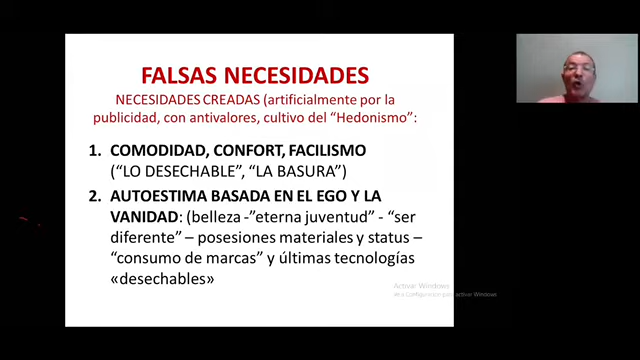 FALSAS NECESIDADES
NECESIDADES CREADAS (artificialmente por la
publicidad, con antivalores, cultivo del “Hedonismo”:
1. COMODIDAD, CONFORT, FACILISMO
(“LO DESECHABLE”, “LA BASURA”)
2. AUTOESTIMA BASADA EN EL EGO Y LA
VANIDAD: (belleza -”eterna juventud” - “ser
diferente” – posesiones materiales y status –
“consumo de marcas” y últimas tecnologías
«desechables»
Activar Windows
activar Windows